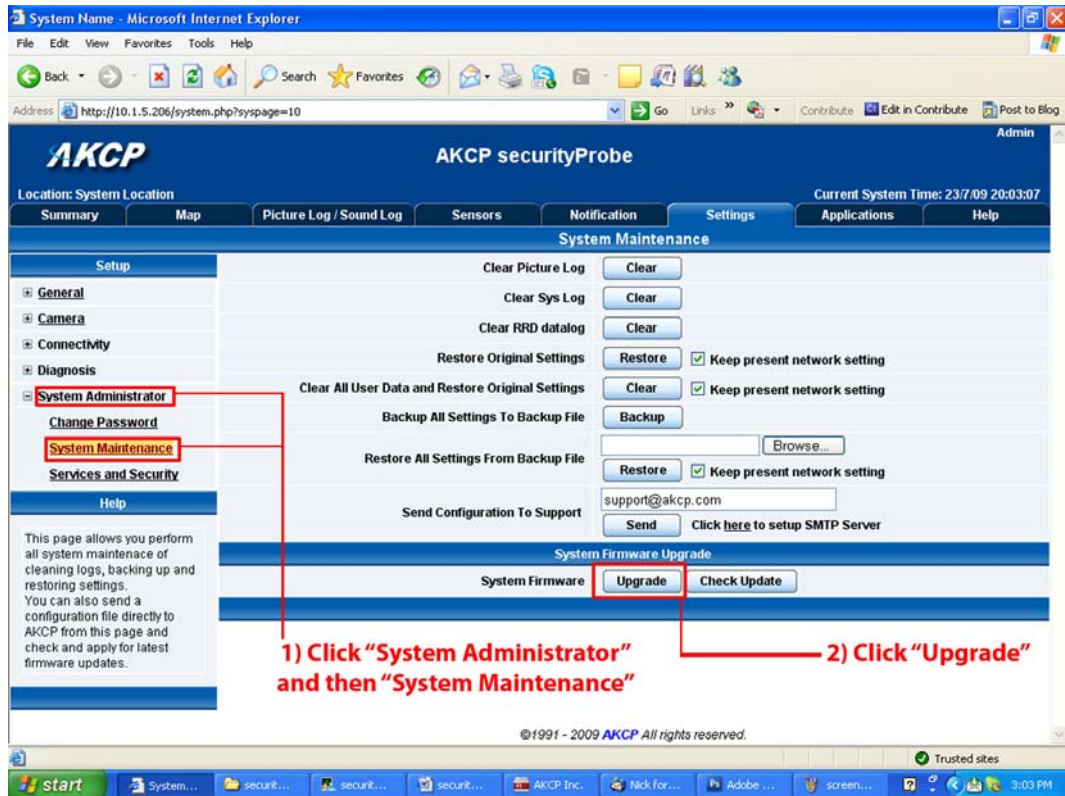 System Name - Microsoft Internet Explorer
File Edit View Favorites Tools Help
Back Search Favorites
Address http://10.1.5.206/system.php?syspage=10 Go Links » Contribute Edit in Contribute Post to Blog
Admin
AKCP AKCP securityProbe
Location: System Location Current System Time: 23/7/09 20:03:07
Summary Map Picture Log / Sound Log Sensors Notification Settings Applications Help
System Maintenance
Setup
General
Camera
Connectivity
Diagnosis
System Administrator
Change Password
System Maintenance
Services and Security
Help
This page allows you perform
all system maintenace of
cleaning logs, backing up and
restoring settings.
You can also send a
configuration file directly to
AKCP from this page and
check and apply for latest
firmware updates.
Clear Picture Log Clear
Clear Sys Log Clear
Clear RRD datalog Clear
Restore Original Settings Restore Keep present network setting
Clear All User Data and Restore Original Settings Clear Keep present network setting
Backup All Settings To Backup File Backup
Browse...
Restore All Settings From Backup File
Restore Keep present network setting
support@akcp.com
Send Configuration To Support
Send Click here to setup SMTP Server
System Firmware Upgrade
System Firmware Upgrade Check Update
1) Click “System Administrator”
and then “System Maintenance”
2) Click “Upgrade”
©1991 - 2009 AKCP All rights reserved.
Trusted sites
start System... securit... securit... securit... AKCP Inc. Nick for... Adobe ... screen... 3:03 PM